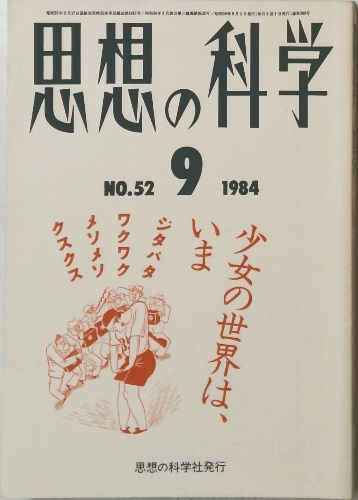 思想の科学
NO.52 9 1984
少女の世界は、
いま
ジタバタ
ワクワク
メソメソ
クスクス
思想の科学社発行